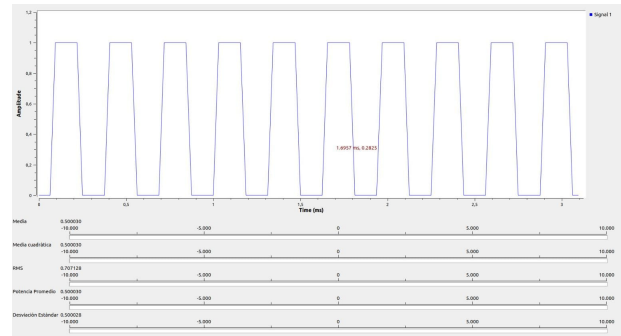 1,2
Signal 1
1
0,8
0,6
0,4
0,2
0
Amplitude
1.6957 ms, 0.2825
0 0,5 1 1,5 2 2,5 3
Time (ms)
Media 0.500030
-10.000 -5.000 0 5.000 10.000
Media cuadrática 0.500030
-10.000 -5.000 0 5.000 10.000
RMS 0.707128
-10.000 -5.000 0 5.000 10.000
Potencia Promedio 0.500030
-10.000 -5.000 0 5.000 10.000
Desviación Estándar 0.500028
-10.000 -5.000 0 5.000 10.000